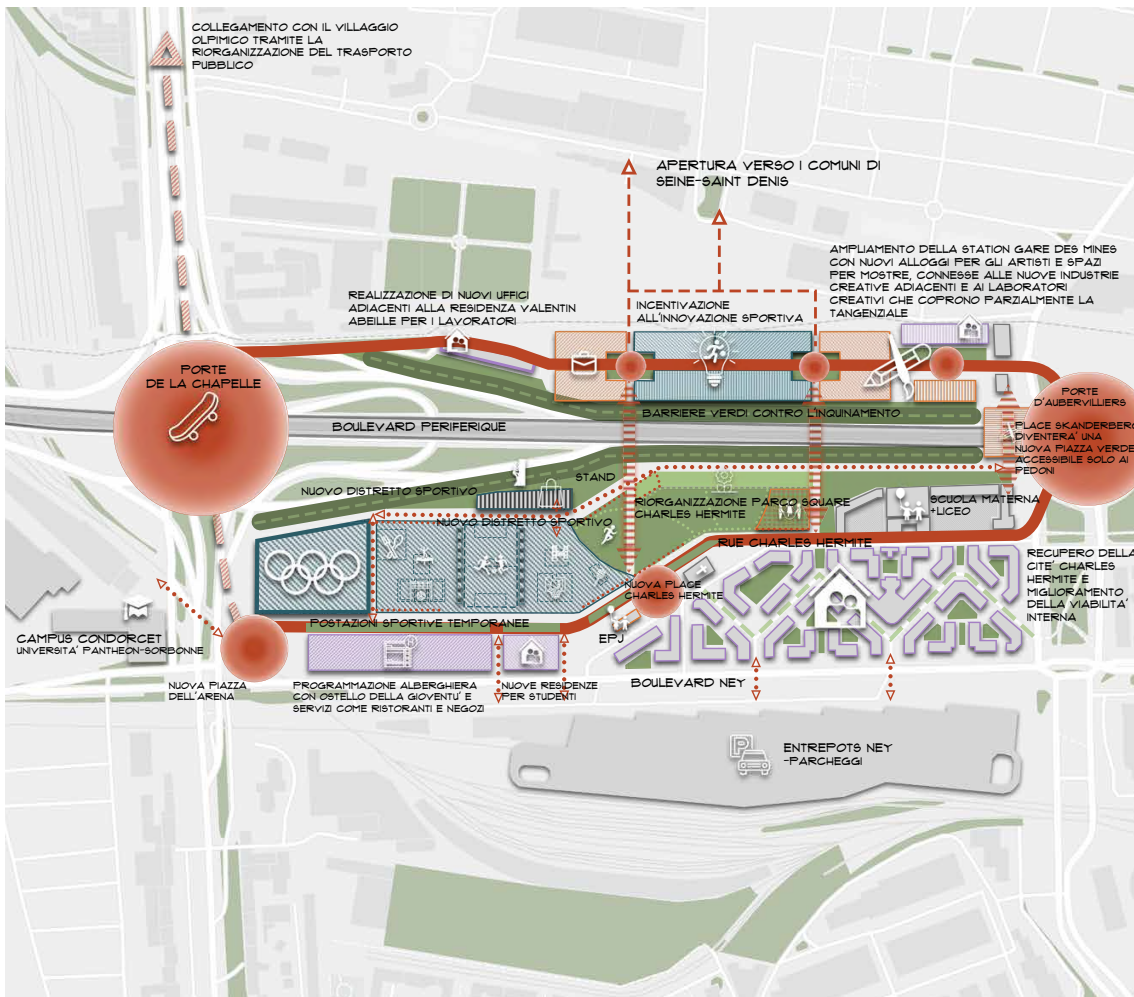 COLLEGAMENTO CON IL VILLAGGIO
OLPIMICO TRAMITE LA
RIORGANIZZAZIONE DEL TRASPORTO
PUBBLICO
APERTURA VERSO I COMUNI DI
SEINE-SAINT DENIS
AMPLIAMENTO DELLA STATION GARE DES MINES
CON NUOVI ALLOGGI PER GLI ARTISTI E SPAZI
PER MOSTRE, CONNESSE ALLE NUOVE INDUSTRIE
CREATIVE ADIACENTI E AI LABORATORI
CREATIVI CHE COPRONO PARZIALMENTE LA
TANGENZIALE
REALIZZAZIONE DI NUOVI UFFICI
ADIACENTI ALLA RESIDENZA VALENTIN
ABEILLE PER I LAVORATORI
INCENTIVAZIONE
ALL'INNOVAZIONE SPORTIVA
PORTE
DE LA CHAPELLE
PORTE
D'AUBERVILLIERS
BARRIERE VERDI CONTRO L'INQUINAMENTO
BOULEVARD PERIFERIQUE
PLACE SKANDERBERG
DIVENTERA' UNA
NUOVA PIAZZA VERDE
ACCESSIBILE SOLO AI
PEDONI
STAND
NUOVO DISTRETTO SPORTIVO
RIORGANIZZAZIONE PARCO SQUARE
CHARLES HERMITE
SCUOLA MATERNA
+LICEO
NUOVO DISTRETTO SPORTIVO
RUE CHARLES HERMITE
RECUPERO DELLA
CITE' CHARLES
HERMITE E
MIGLIORAMENTO
DELLA VIABILITA'
INTERNA
NUOVA PLACE
CHARLES HERMITE
POSTAZIONI SPORTIVE TEMPORANEE
EPJ
CAMPUS CONDORCET
UNIVERSITA' PANTHEON-SORBONNE
BOULEVARD NEY
NUOVA PIAZZA
DELL'ARENA
PROGRAMMAZIONE ALBERGHIERA
CON OSTELLO DELLA GIOVENTU' E
SERVIZI COME RISTORANTI E NEGOZI
NUOVE RESIDENZE
PER STUDENTI
P
ENTREPOTS NEY
-PARCHEGGI